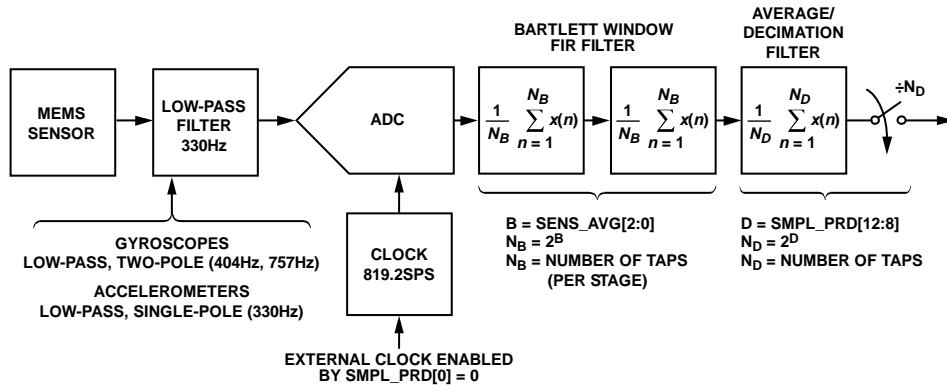 BARTLETT WINDOW
FIR FILTER
AVERAGE/
DECIMATION
FILTER
MEMS
SENSOR
LOW-PASS
FILTER
330Hz
ADC
1
N_B
N_B
∑ x(n)
n = 1
1
N_B
N_B
∑ x(n)
n = 1
1
N_D
N_D
∑ x(n)
n = 1
÷N_D
CLOCK
819.2SPS
GYROSCOPES
LOW-PASS, TWO-POLE (404Hz, 757Hz)
ACCELEROMETERS
LOW-PASS, SINGLE-POLE (330Hz)
B = SENS_AVG[2:0]
N_B = 2^B
N_B = NUMBER OF TAPS
(PER STAGE)
D = SMPL_PRD[12:8]
N_D = 2^D
N_D = NUMBER OF TAPS
EXTERNAL CLOCK ENABLED
BY SMPL_PRD[0] = 0